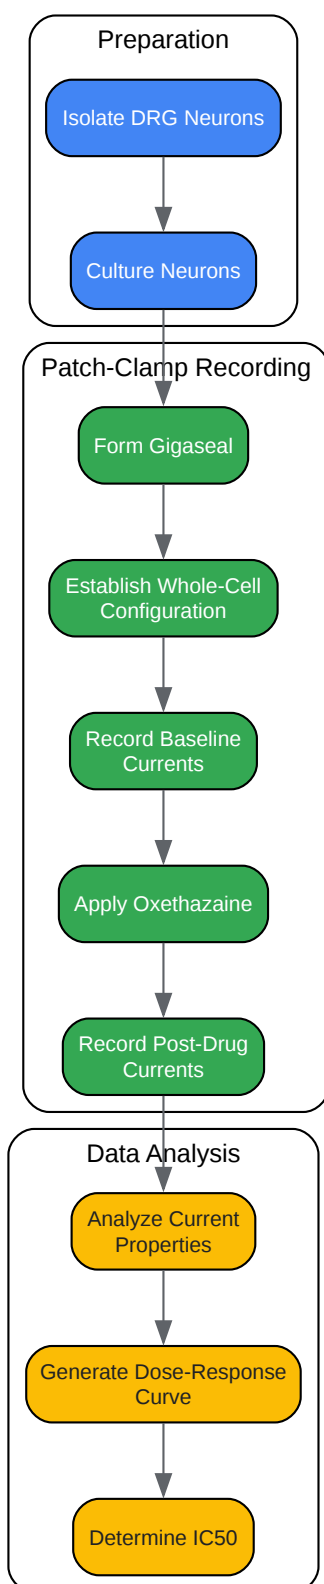 Preparation
Isolate DRG Neurons
Culture Neurons
Patch-Clamp Recording
Form Gigaseal
Establish Whole-Cell
Configuration
Record Baseline
Currents
Apply Oxethazaine
Record Post-Drug
Currents
Data Analysis
Analyze Current
Properties
Generate Dose-Response
Curve
Determine IC50